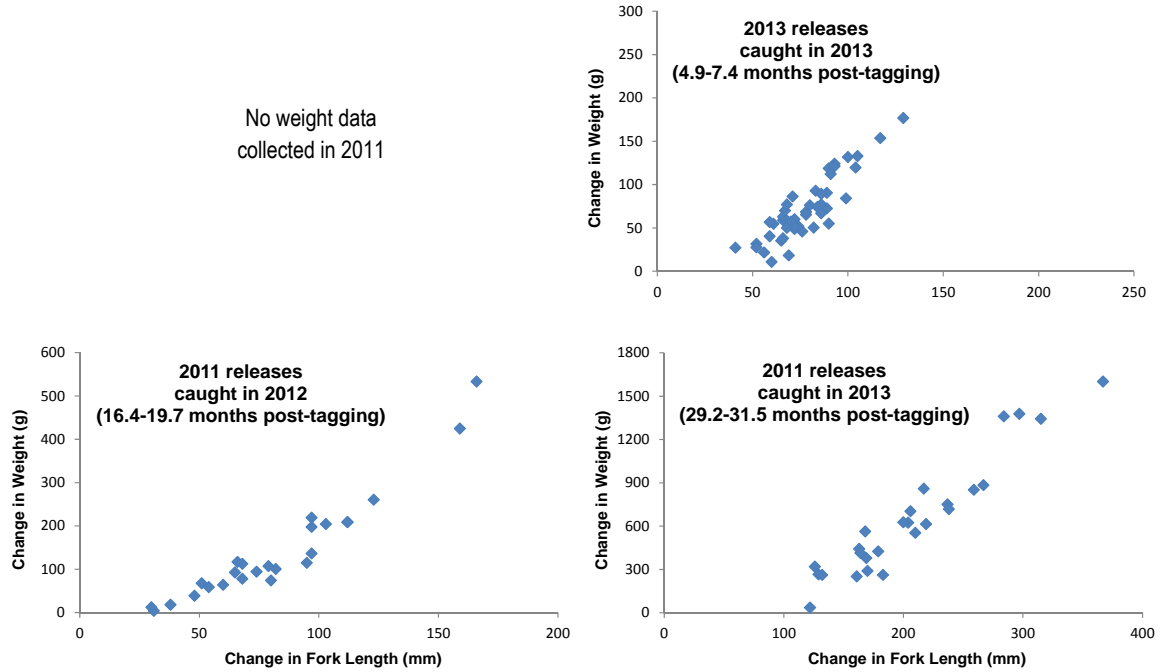 No weight data
collected in 2011
2013 releases
caught in 2013
(4.9-7.4 months post-tagging)
Change in Weight (g)
300
250
200
150
100
50
0
0 50 100 150 200 250
2011 releases
caught in 2012
(16.4-19.7 months post-tagging)
Change in Weight (g)
600
500
400
300
200
100
0
0 50 100 150 200
Change in Fork Length (mm)
2011 releases
caught in 2013
(29.2-31.5 months post-tagging)
Change in Weight (g)
1800
1500
1200
900
600
300
0
0 100 200 300 400
Change in Fork Length (mm)